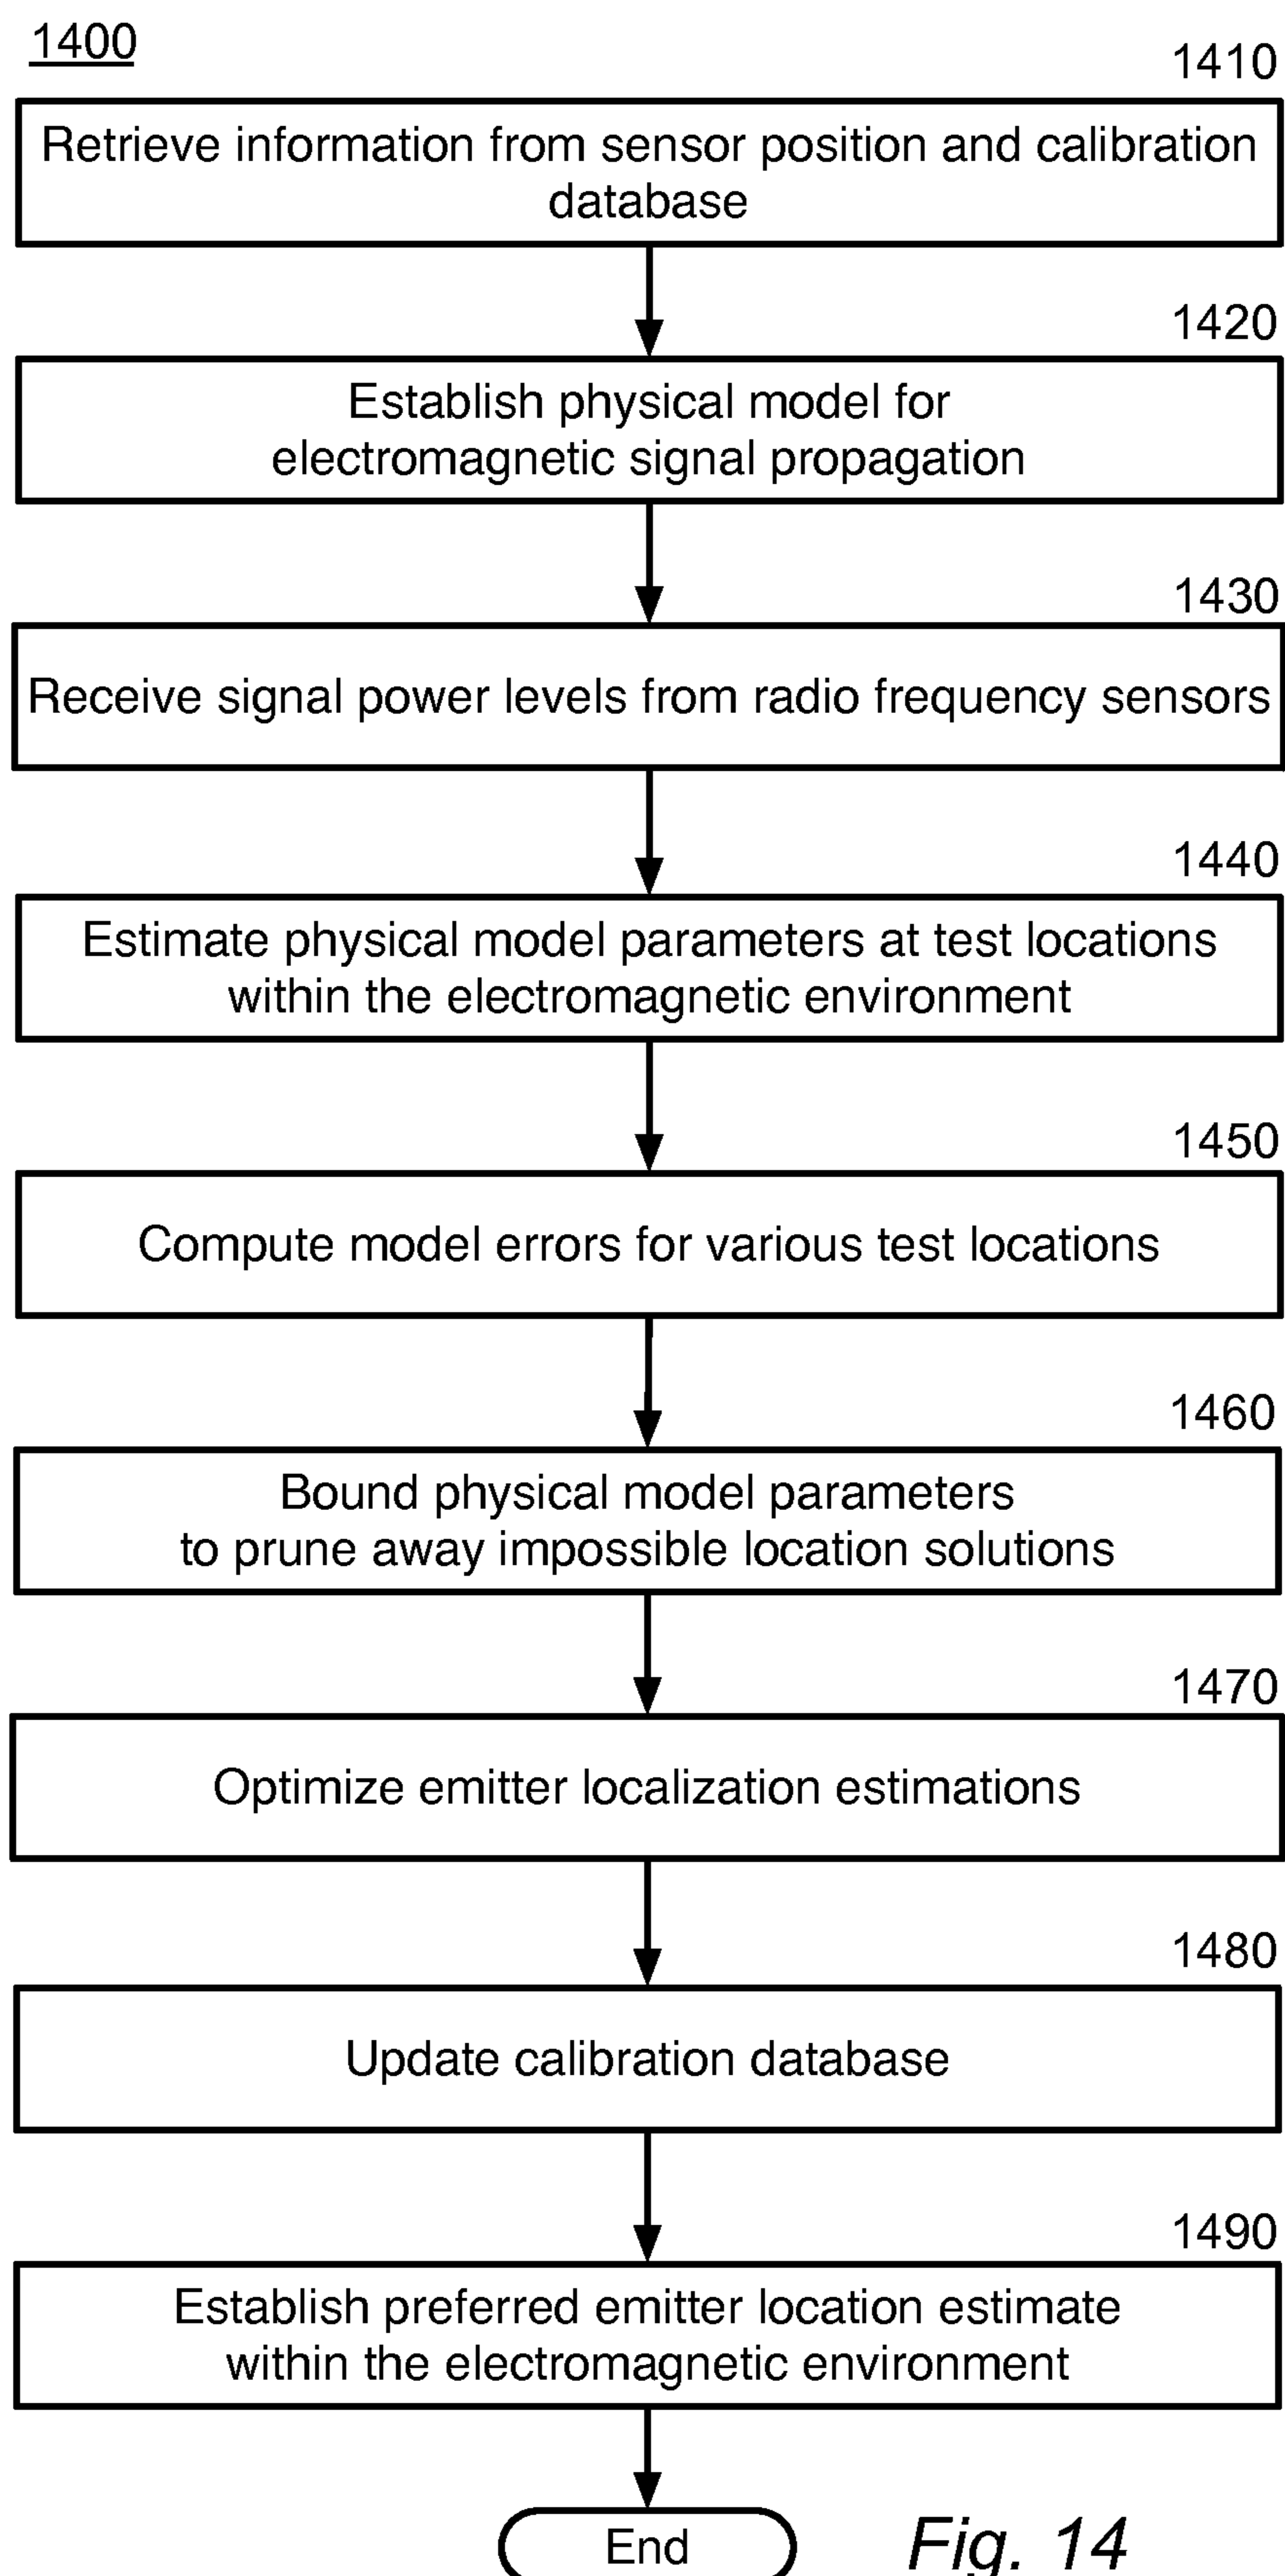 1400
1410
Retrieve information from sensor position and calibration
database
1420
Establish physical model for
electromagnetic signal propagation
1430
Receive signal power levels from radio frequency sensors
1440
Estimate physical model parameters at test locations
within the electromagnetic environment
1450
Compute model errors for various test locations
1460
Bound physical model parameters
to prune away impossible location solutions
1470
Optimize emitter localization estimations
1480
Update calibration database
1490
Establish preferred emitter location estimate
within the electromagnetic environment
End
Fig. 14